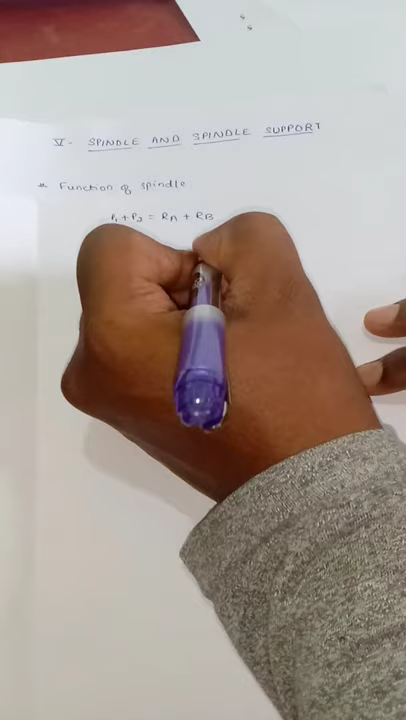 V - SPINDLE AND SPINDLE SUPPORT
* Function of spindle
P₁ + P₂ = RA + RB